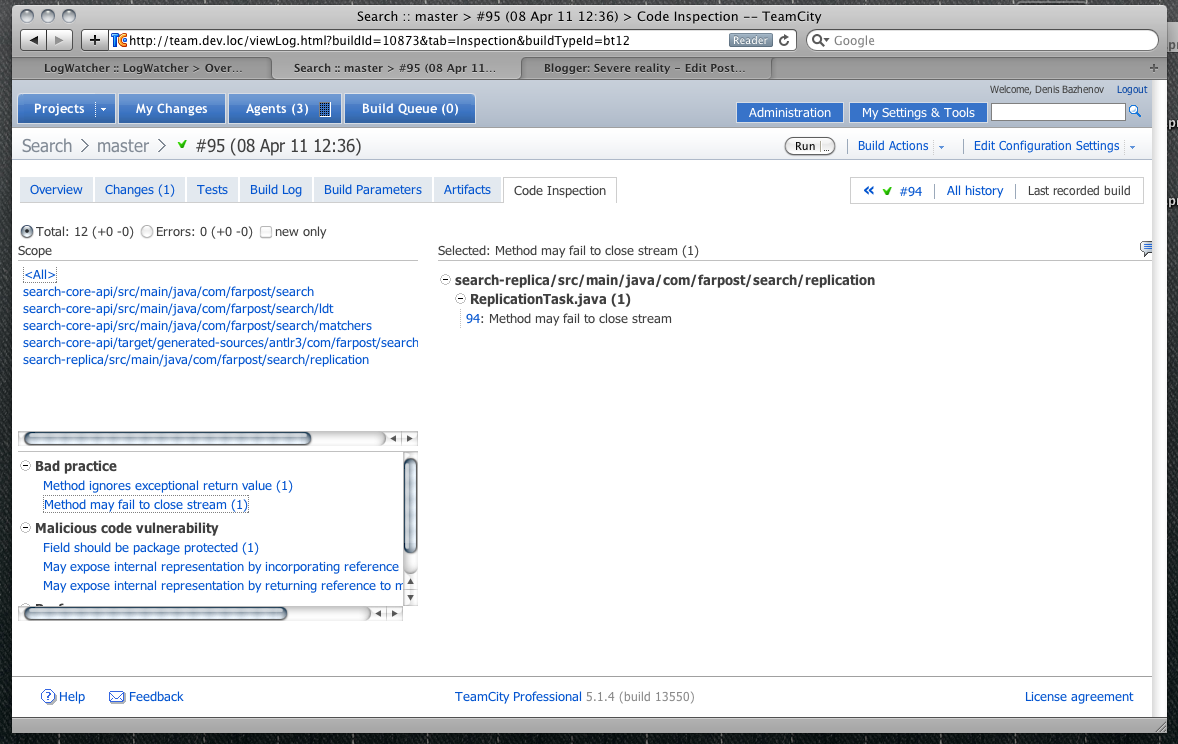 Search :: master > #95 (08 Apr 11 12:36) > Code Inspection -- TeamCity
http://team.dev.loc/viewLog.html?buildId=10873&tab=Inspection&buildTypeId=bt12 Reader Google
LogWatcher :: LogWatcher > Over... Search :: master > #95 (08 Apr 11... Blogger: Severe reality - Edit Post...
Welcome, Denis Bazhenov Logout
Projects My Changes Agents (3) Build Queue (0)
Administration My Settings & Tools
Search > master > #95 (08 Apr 11 12:36) Run ... Build Actions Edit Configuration Settings
Overview Changes (1) Tests Build Log Build Parameters Artifacts Code Inspection « #94 All history Last recorded build
Total: 12 (+0 -0) Errors: 0 (+0 -0) new only
Scope
<All>
search-core-api/src/main/java/com/farpost/search
search-core-api/src/main/java/com/farpost/search/ldt
search-core-api/src/main/java/com/farpost/search/matchers
search-core-api/target/generated-sources/antlr3/com/farpost/search
search-replica/src/main/java/com/farpost/search/replication
Bad practice
Method ignores exceptional return value (1)
Method may fail to close stream (1)
Malicious code vulnerability
Field should be package protected (1)
May expose internal representation by incorporating reference
May expose internal representation by returning reference to m
Selected: Method may fail to close stream (1)
search-replica/src/main/java/com/farpost/search/replication
ReplicationTask.java (1)
94: Method may fail to close stream
Help Feedback TeamCity Professional 5.1.4 (build 13550) License agreement